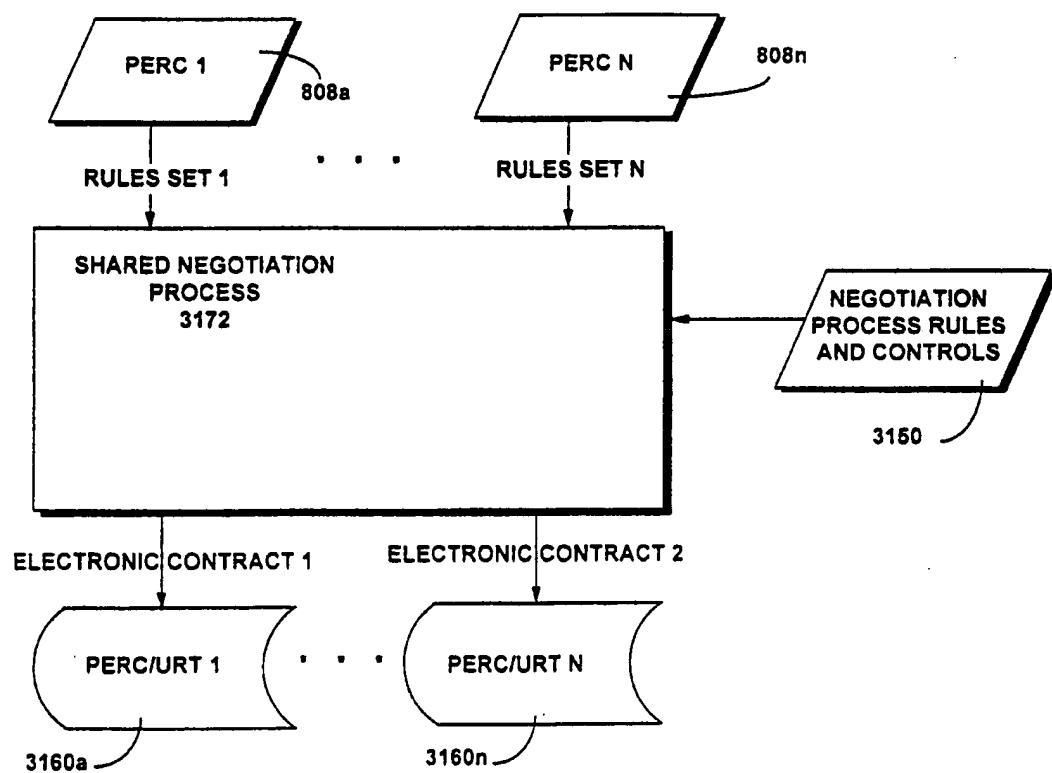 PERC 1
808a
PERC N
808n
RULES SET 1
RULES SET N
SHARED NEGOTIATION
PROCESS
3172
NEGOTIATION
PROCESS RULES
AND CONTROLS
3150
ELECTRONIC CONTRACT 1
ELECTRONIC CONTRACT 2
PERC/URT 1
PERC/URT N
3160a
3160n